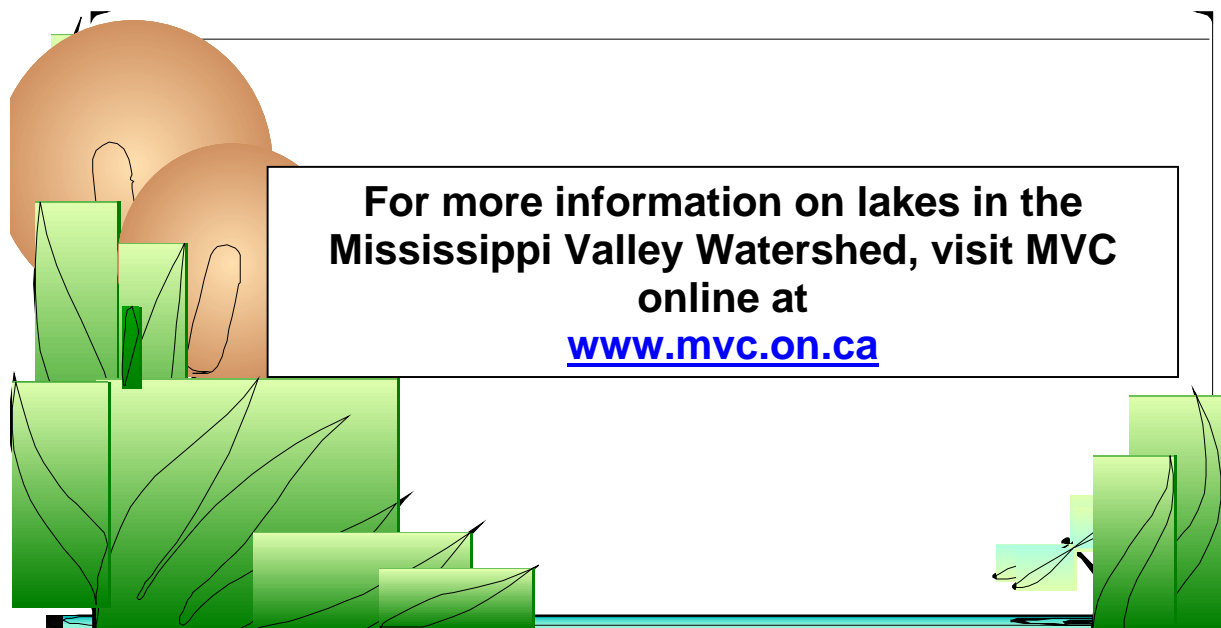 For more information on lakes in the
Mississippi Valley Watershed, visit MVC
online at
www.mvc.on.ca